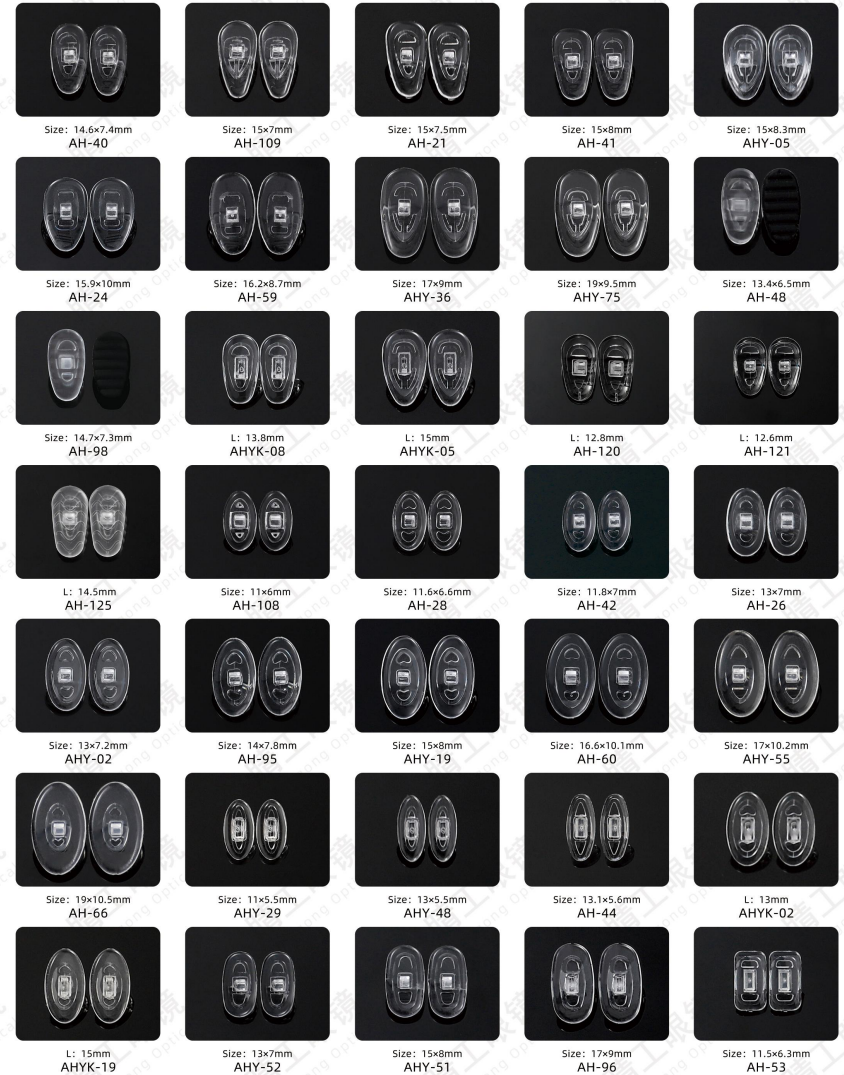 Size: 14.6×7.4mm
AH-40
Size: 15×7mm
AH-109
Size: 15×7.5mm
AH-21
Size: 15×8mm
AH-41
Size: 15×8.3mm
AHY-05
Size: 15.9×10mm
AH-24
Size: 16.2×8.7mm
AH-59
Size: 17×9mm
AHY-36
Size: 19×9.5mm
AHY-75
Size: 13.4×6.5mm
AH-48
Size: 14.7×7.3mm
AH-98
L: 13.8mm
AHYK-08
L: 15mm
AHYK-05
L: 12.8mm
AH-120
L: 12.6mm
AH-121
L: 14.5mm
AH-125
Size: 11×6mm
AH-108
Size: 11.6×6.6mm
AH-28
Size: 11.8×7mm
AH-42
Size: 13×7mm
AH-26
Size: 13×7.2mm
AHY-02
Size: 14×7.8mm
AH-95
Size: 15×8mm
AHY-19
Size: 16.6×10.1mm
AH-60
Size: 17×10.2mm
AHY-55
Size: 19×10.5mm
AH-66
Size: 11×5.5mm
AHY-29
Size: 13×5.5mm
AHY-48
Size: 13.1×5.6mm
AH-44
L: 13mm
AHYK-02
L: 15mm
AHYK-19
Size: 13×7mm
AHY-52
Size: 15×8mm
AHY-51
Size: 17×9mm
AH-96
Size: 11.5×6.3mm
AH-53